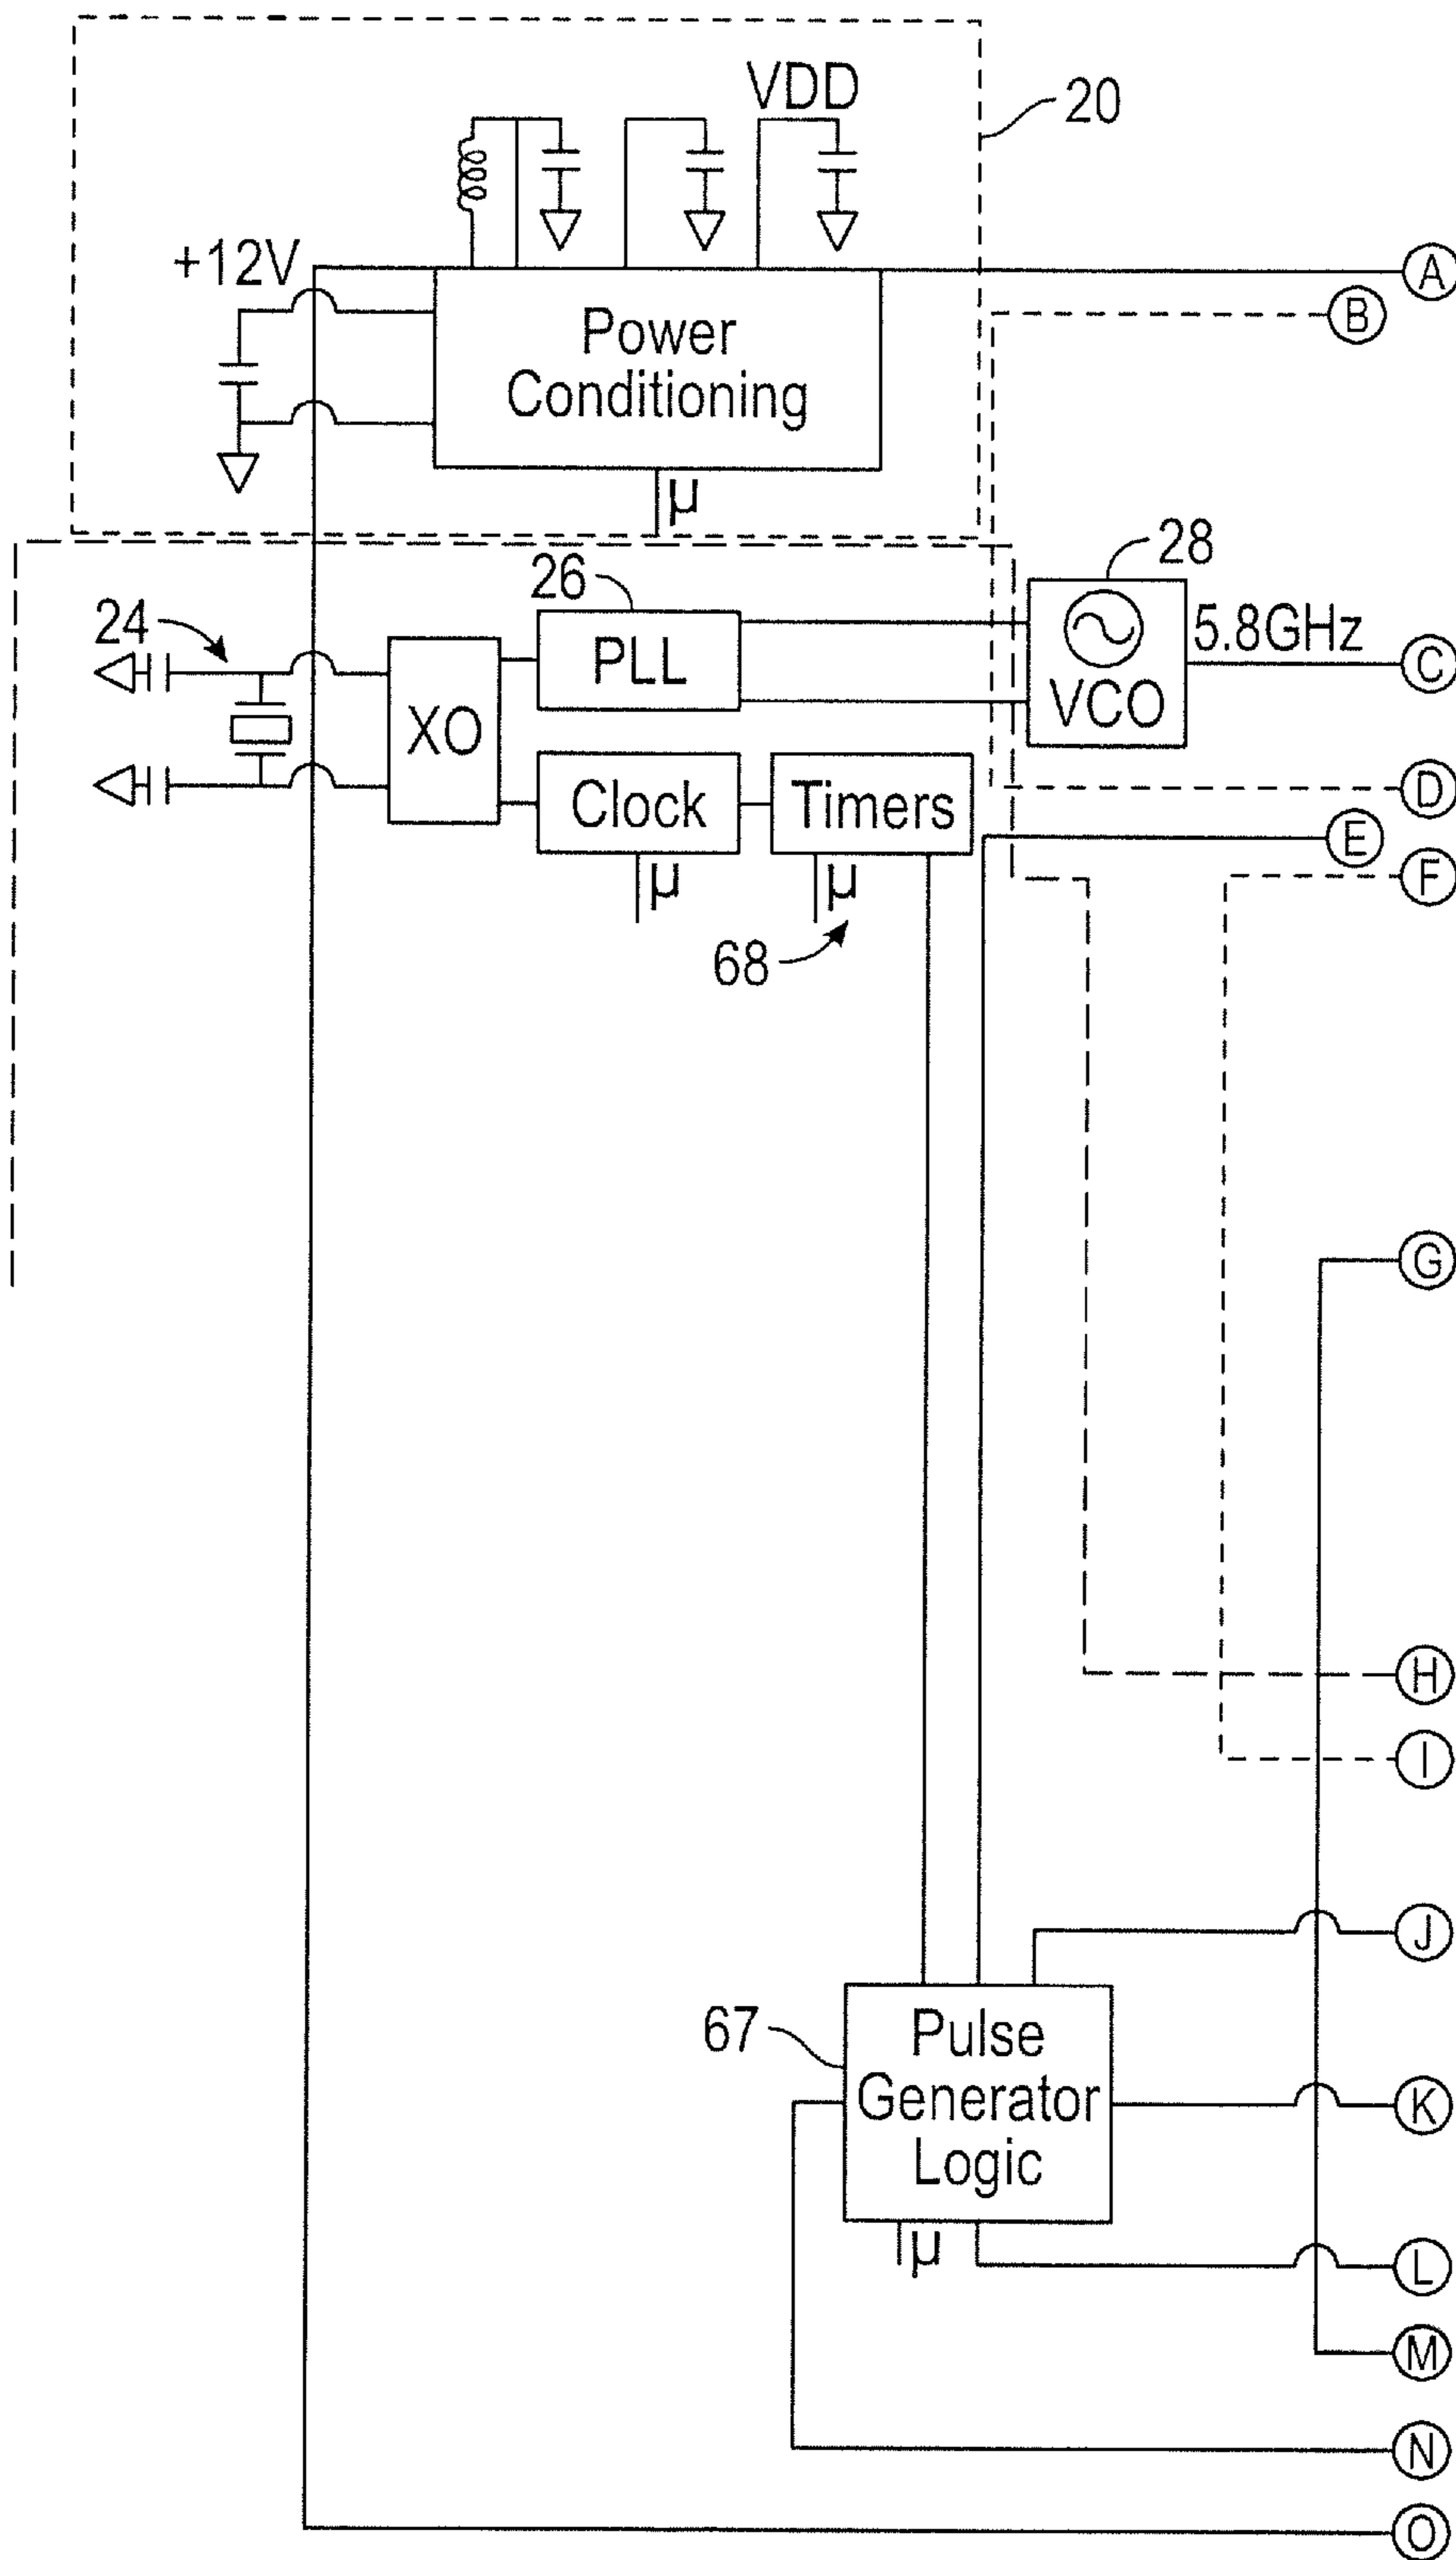 VDD
20
+12V
A
B
Power
Conditioning
µ
28
26
24
PLL
5.8GHz
C
VCO
XO
D
Clock
Timers
E
F
µ
µ
68
G
H
I
J
67
Pulse
Generator
Logic
K
µ
L
M
N
O